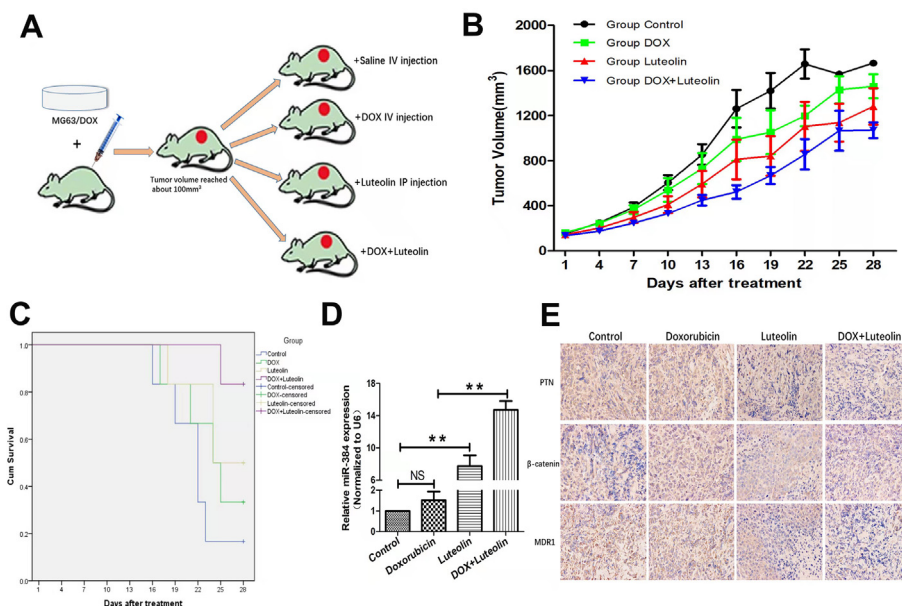 A
MG63/DOX
+
Tumor volume reached
about 100mm³
+Saline IV injection
+DOX IV injection
+Luteolin IP injection
+DOX+Luteolin
B
Group Control
Group DOX
Group Luteolin
Group DOX+Luteolin
Tumor Volume(mm³)
2000
1600
1200
800
400
0
1 4 7 10 13 16 19 22 25 28
Days after treatment
C
Group
Control
DOX
Luteolin
DOX+Luteolin
Control-censored
DOX-censored
Luteolin-censored
DOX+Luteolin-censored
Cum Survival
1.0
0.8
0.6
0.4
0.2
0.0
1 4 7 10 13 16 19 22 25 28
Days after treatment
D
Relative miR-384 expression
(Normalized to U6)
18
14
10
6
2
1
0
NS
**
**
Control
Doxorubicin
Luteolin
DOX+Luteolin
E
Control Doxorubicin Luteolin DOX+Luteolin
PTN
β-catenin
MDR1